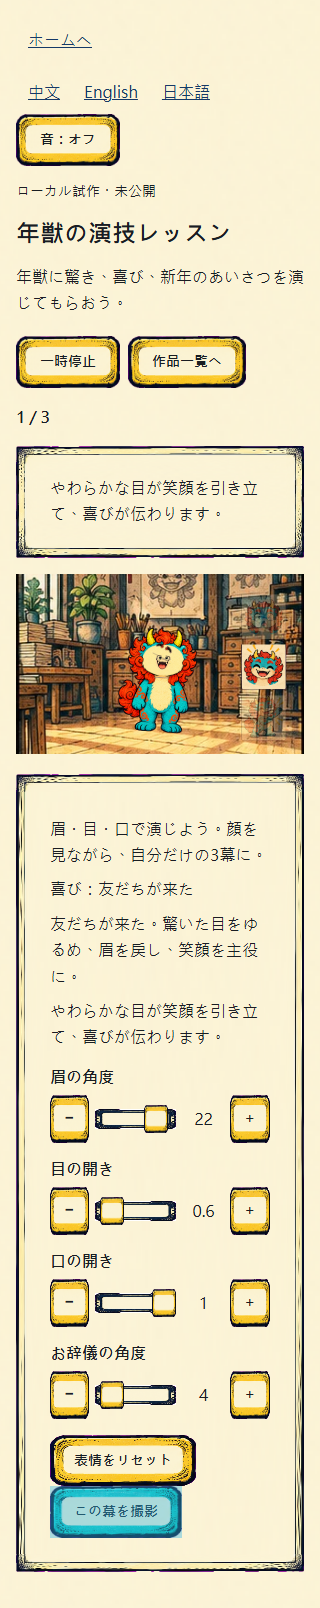 ホームへ
中文 English 日本語
音：オフ
ローカル試作・未公開
年獣の演技レッスン
年獣に驚き、喜び、新年のあいさつを演
じてもらおう。
一時停止 作品一覧へ
1 / 3
やわらかな目が笑顔を引き立
て、喜びが伝わります。
眉・目・口で演じよう。顔を
見ながら、自分だけの3幕に。
喜び：友だちが来た
友だちが来た。驚いた目をゆ
るめ、眉を戻し、笑顔を主役
に。
やわらかな目が笑顔を引き立
て、喜びが伝わります。
眉の角度
− 22 +
目の開き
− 0.6 +
口の開き
− 1 +
お辞儀の角度
− 4 +
表情をリセット
この幕を撮影